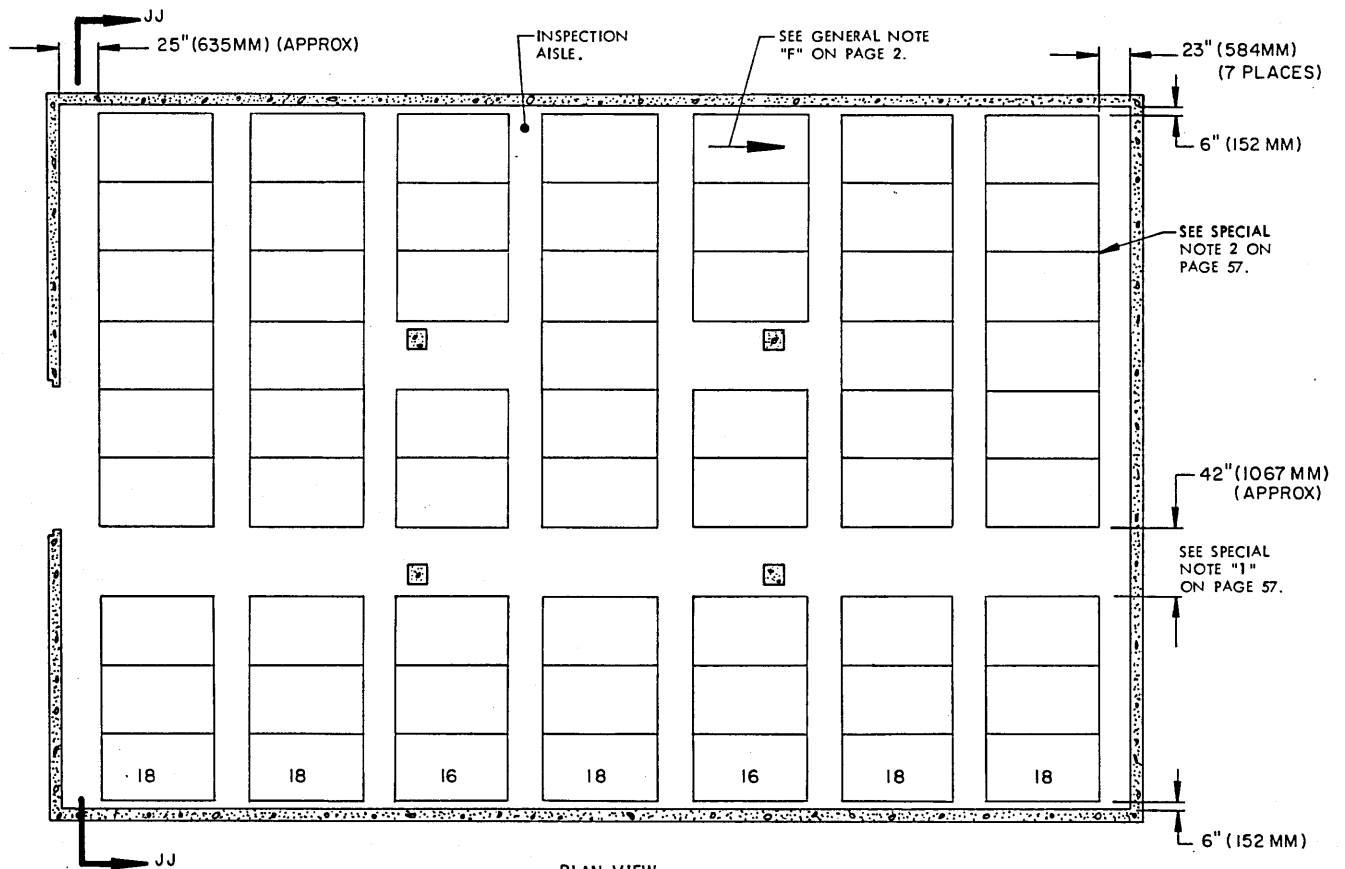 JJ
25" (635MM) (APPROX)
INSPECTION
AISLE.
SEE GENERAL NOTE
"F" ON PAGE 2.
23" (584MM)
(7 PLACES)
6" (152 MM)
SEE SPECIAL
NOTE 2 ON
PAGE 57.
42" (1067 MM)
(APPROX)
SEE SPECIAL
NOTE "1"
ON PAGE 57.
18 18 16 18 16 18 18
6" (152 MM)
JJ
PLAN VIEW